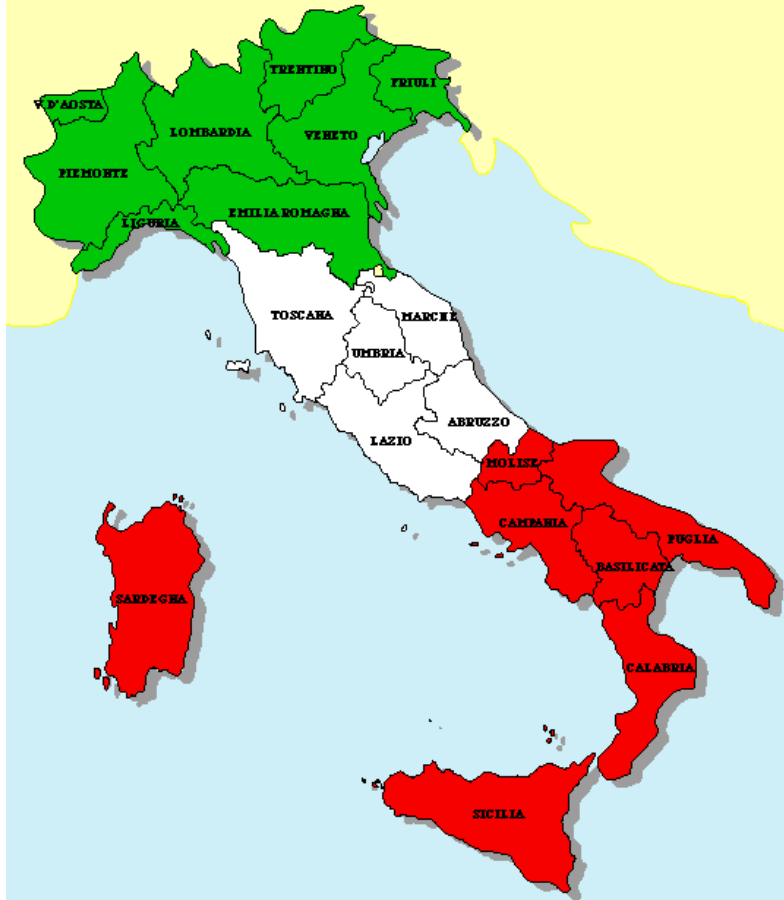 TRENTINO
FRIULI
V. D'AOSTA
LOMBARDIA
VENETO
PIEMONTE
EMILIA ROMAGNA
LIGURIA
TOSCANA
MARCHE
UMBRIA
ABRUZZO
LAZIO
MOLISE
CAMPANIA
PUGLIA
BASILICATA
SARDEGNA
CALABRIA
SICILIA